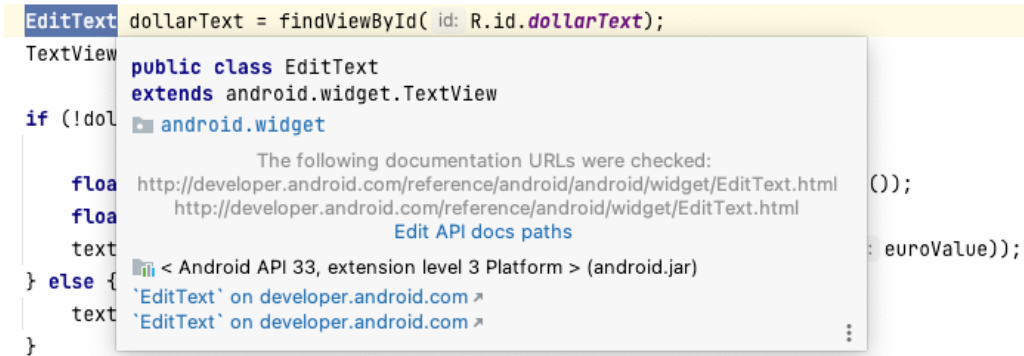 EditText dollarText = findViewById( id: R.id.dollarText);
TextView
public class EditText
extends android.widget.TextView
if (!dol
android.widget
The following documentation URLs were checked:
floa
http://developer.android.com/reference/android/android/widget/EditText.html
());
floa
http://developer.android.com/reference/android/widget/EditText.html
text
Edit API docs paths
: euroValue));
< Android API 33, extension level 3 Platform > (android.jar)
} else {
`EditText` on developer.android.com ↗
text
`EditText` on developer.android.com ↗
}